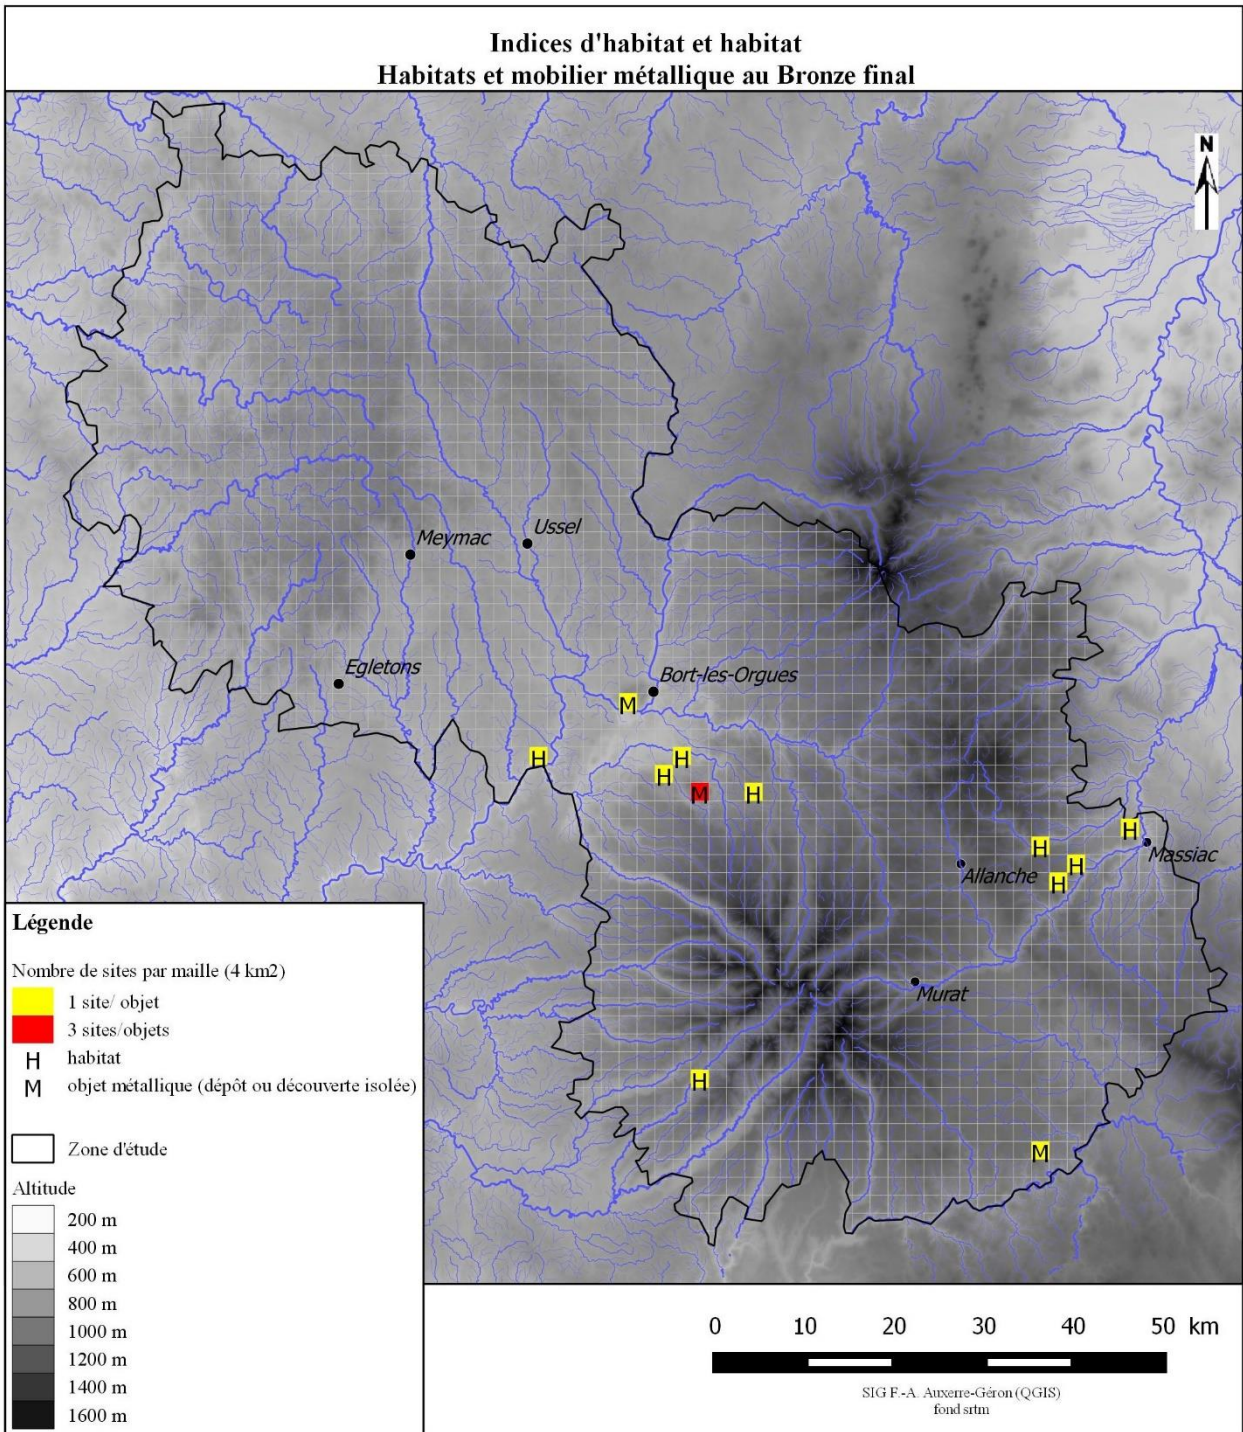 Indices d'habitat et habitat
Habitats et mobilier métallique au Bronze final
N
Meymac
Ussel
Egletons
Bort-les-Orgues
M
H
H
H
M
H
H
Massiac
H
H
Allanche
H
Murat
H
M
Légende
Nombre de sites par maille (4 km2)
1 site/ objet
3 sites/objets
H habitat
M objet métallique (dépôt ou découverte isolée)
Zone d'étude
Altitude
200 m
400 m
600 m
800 m
1000 m
1200 m
1400 m
1600 m
0 10 20 30 40 50 km
SIG F.-A. Auxerre-Géron (QGIS)
fond srtm